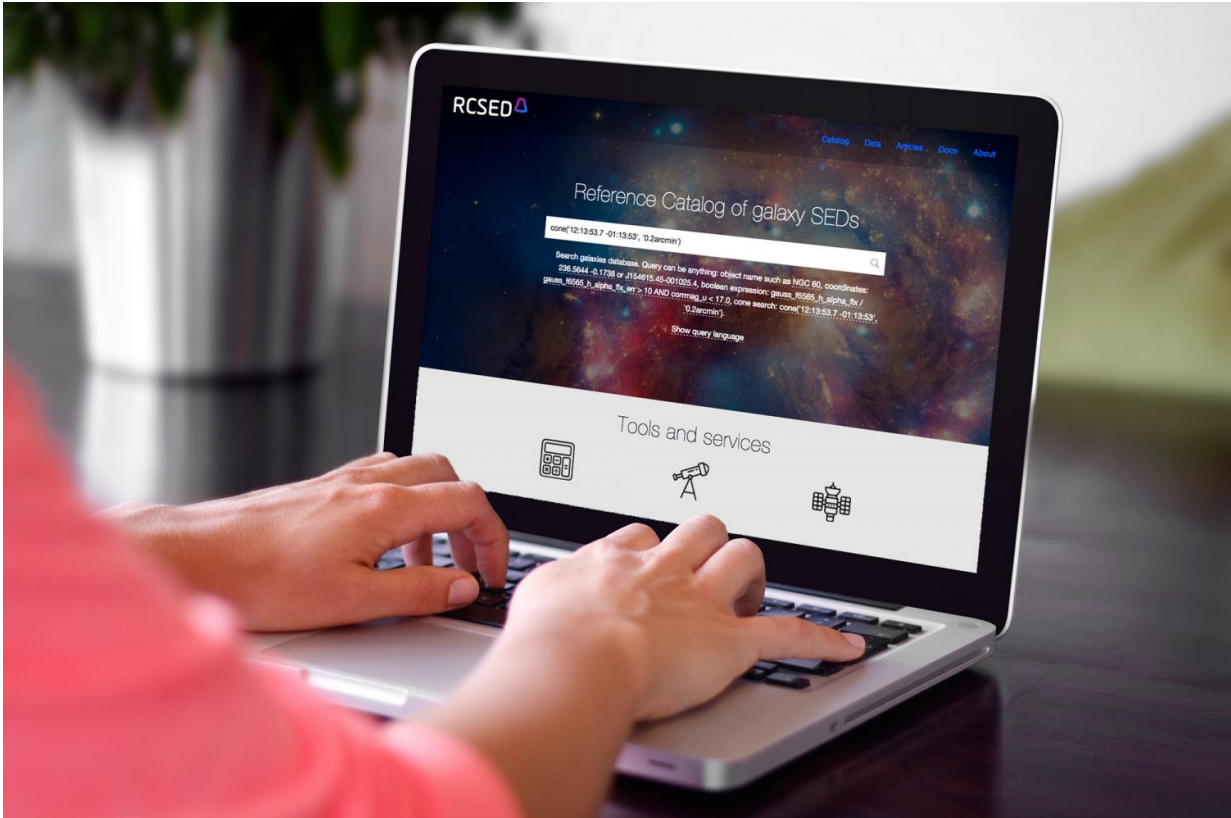 RCSED
Catalog Data Articles Docs About
Reference Catalog of galaxy SEDs
cone('12:13:53.7 -01:13:53', '0.2arcmin')
Search galaxies database. Query can be anything: object name such as NGC 60, coordinates:
236.5644 -0.1738 or J154615.45-001025.4, boolean expression: gauss_f6565_h_alpha_flx /
gauss_f6565_h_alpha_flx_err > 10 AND corrmag_u < 17.0, cone search: cone('12:13:53.7 -01:13:53',
'0.2arcmin').
Show query language
Tools and services